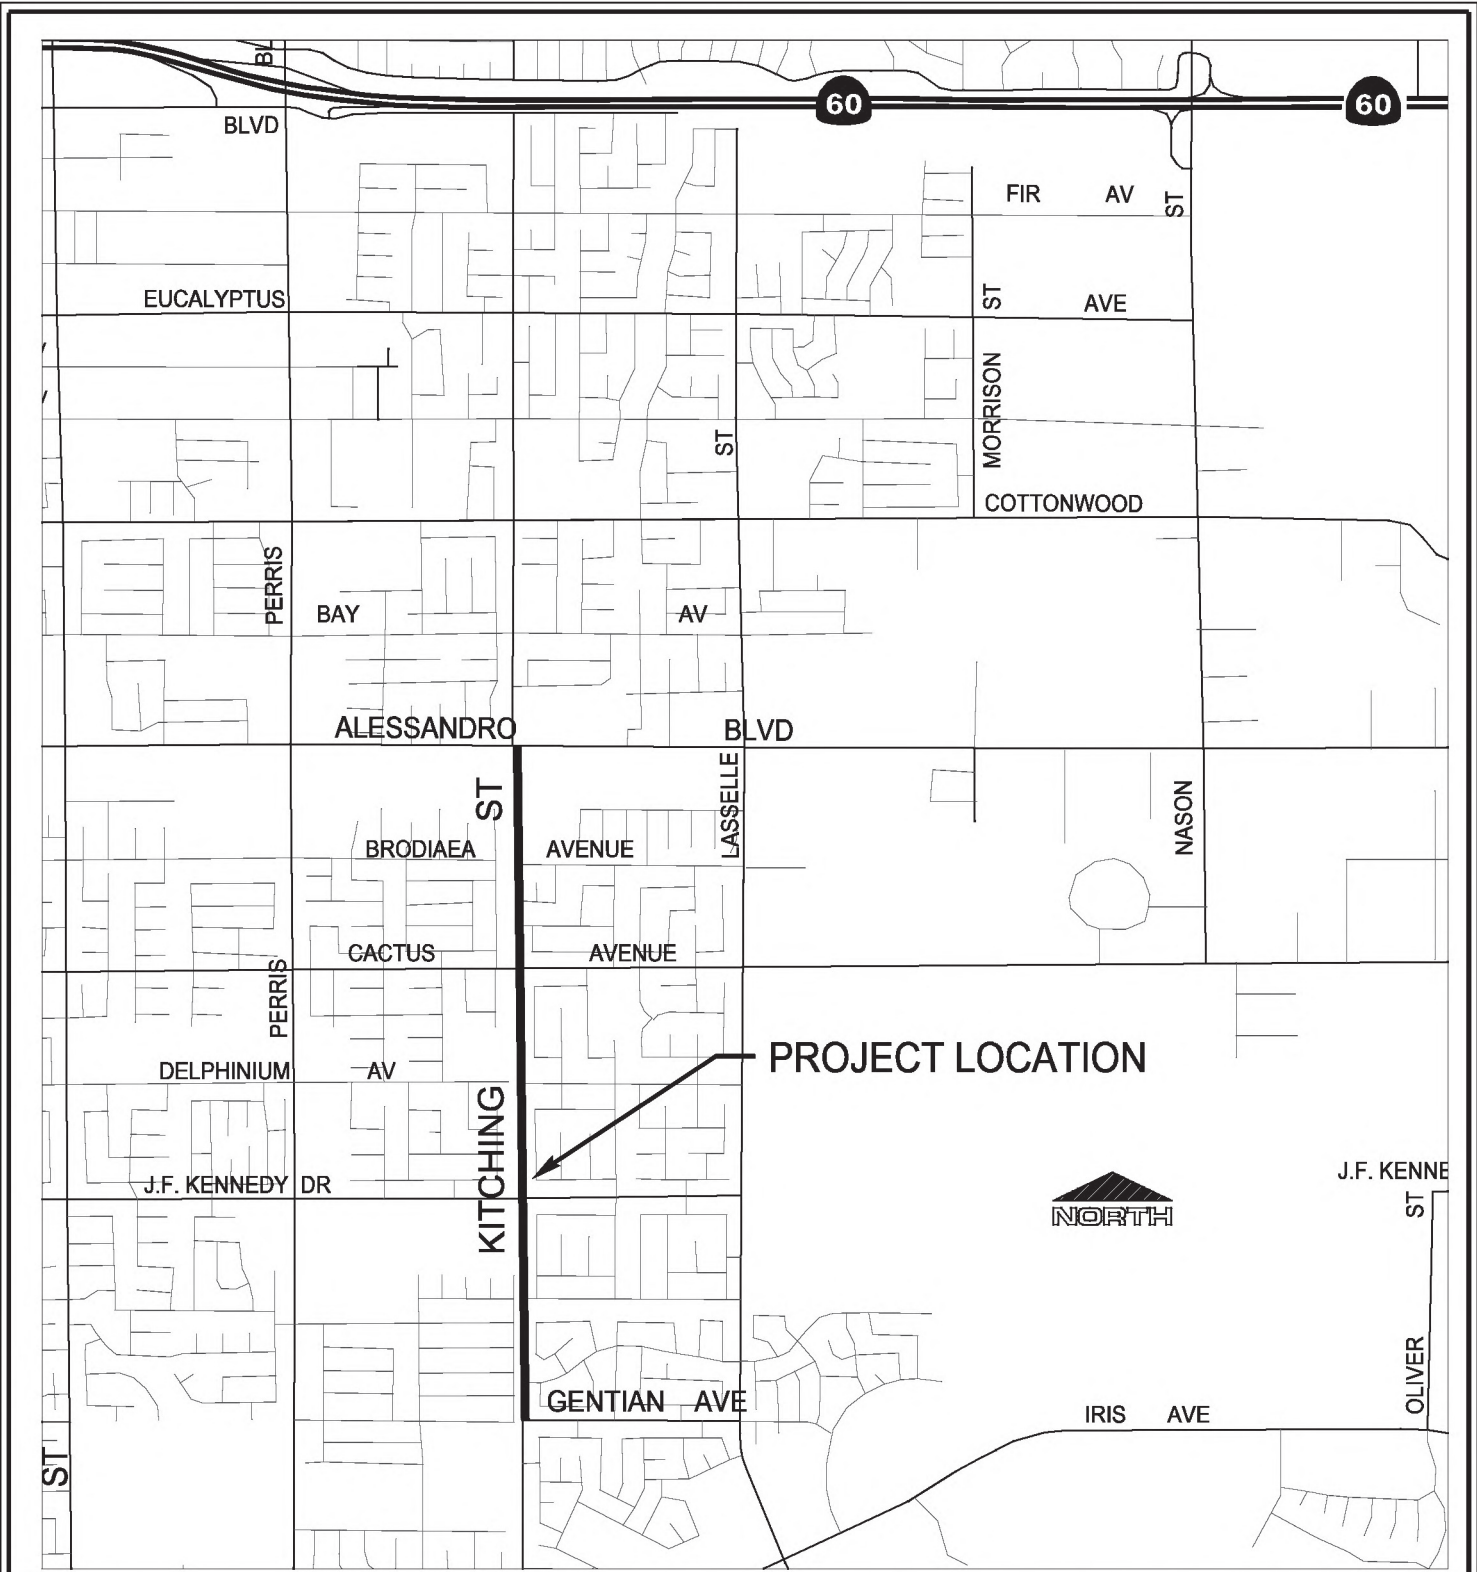 BL
60
60
BLVD
FIR AV
ST
EUCALYPTUS
ST
AVE
MORRISON
ST
COTTONWOOD
PERRIS
BAY
AV
ALESSANDRO
BLVD
ST
LASSELLE
NASON
BRODIAEA
AVENUE
CACTUS
AVENUE
PERRIS
PROJECT LOCATION
DELPHINIUM
AV
KITCHING
J.F. KENNEDY DR
J.F. KENNE
NORTH
ST
OLIVER
GENTIAN AVE
IRIS AVE
ST